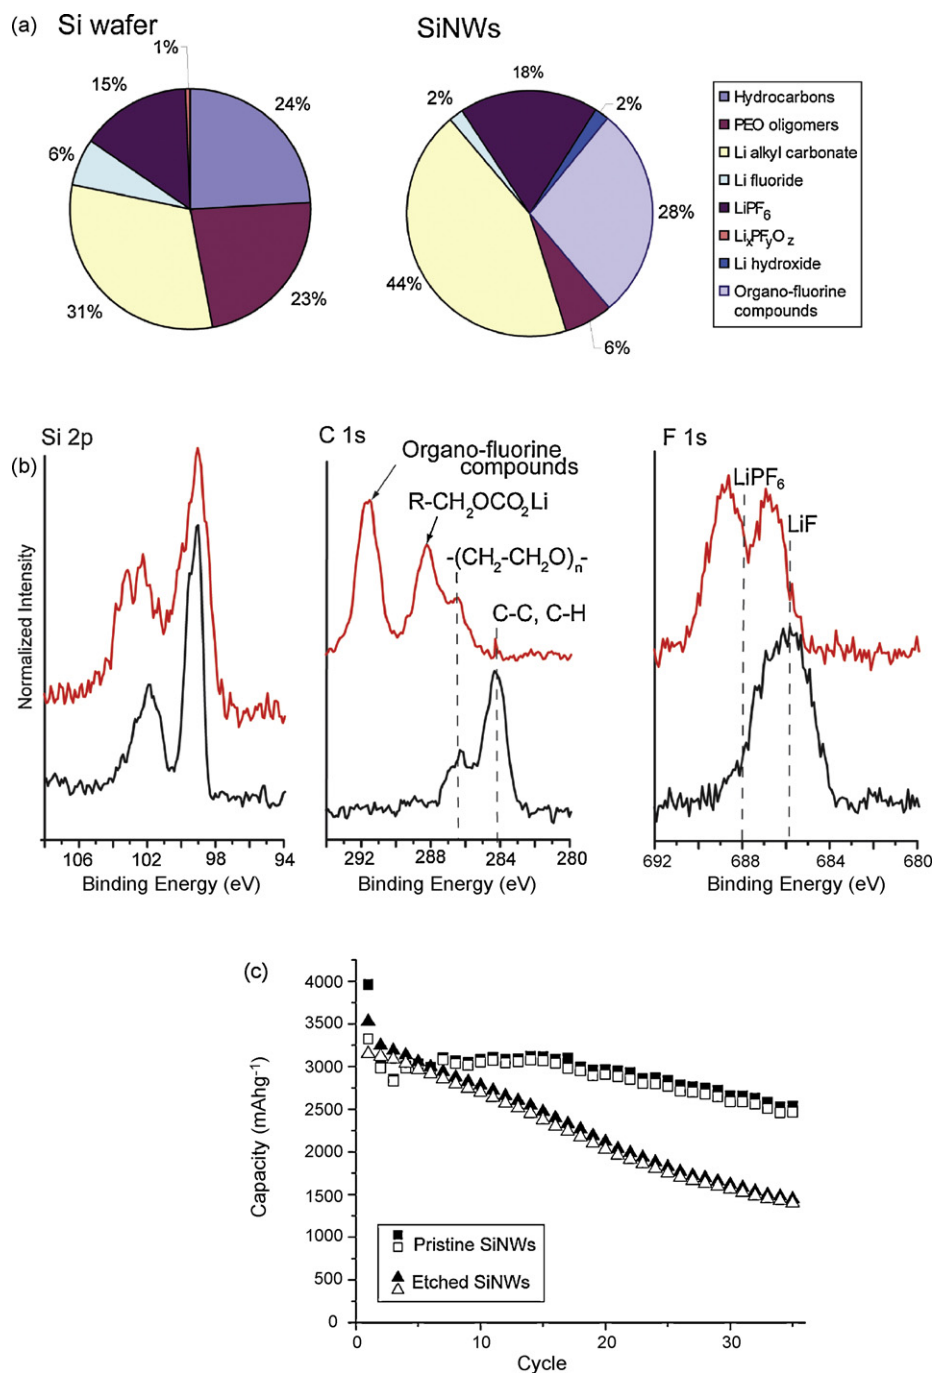 (a) Si wafer
SiNWs
1%
15%
24%
6%
31%
23%
18%
2%
2%
28%
44%
6%
Hydrocarbons
PEO oligomers
Li alkyl carbonate
Li fluoride
LiPF₆
LiₓPFᵧO_z
Li hydroxide
Organo-fluorine
compounds
(b)
Si 2p
C 1s
F 1s
Organo-fluorine
compounds
R-CH₂OCO₂Li
-(CH₂-CH₂O)ₙ-
C-C, C-H
LiPF₆
LiF
Normalized Intensity
106 102 98 94
Binding Energy (eV)
292 288 284 280
Binding Energy (eV)
692 688 684 680
Binding Energy (eV)
(c)
4000
3500
3000
2500
2000
1500
1000
500
0
Capacity (mAhg⁻¹)
Pristine SiNWs
Etched SiNWs
0 10 20 30
Cycle